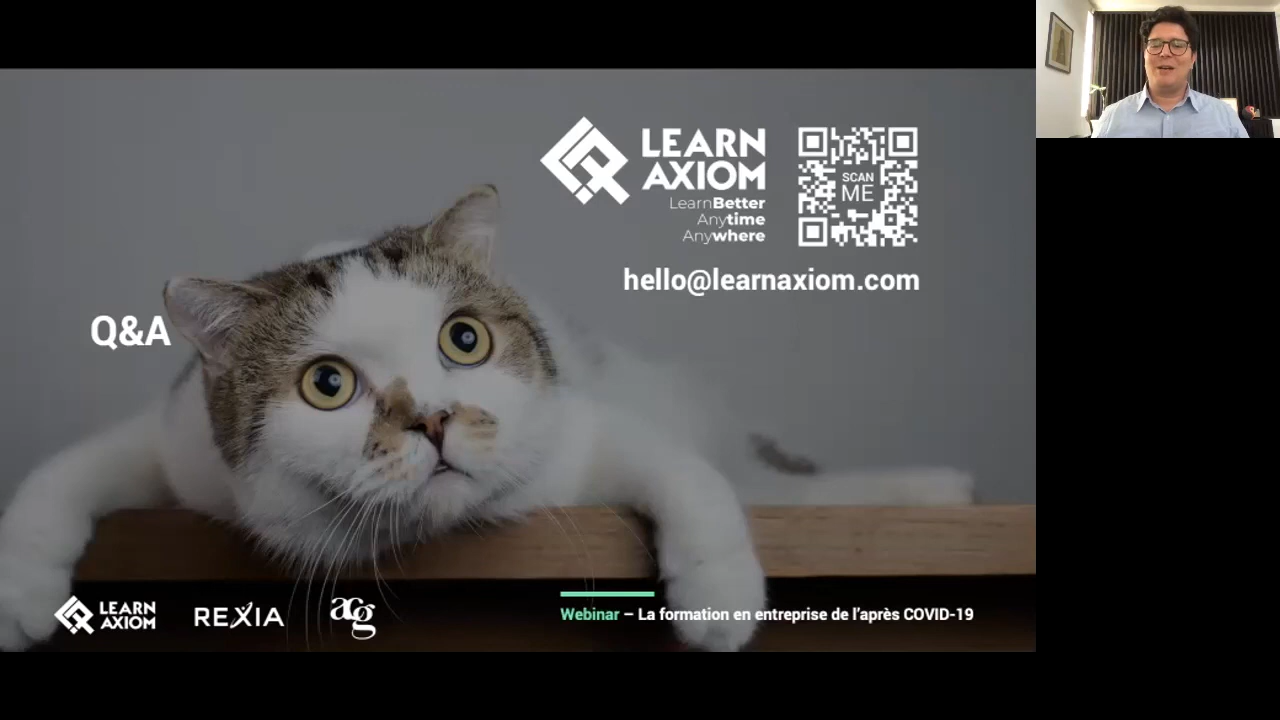 LEARN
AXIOM
LearnBetter
Anytime
Anywhere
SCAN
ME
hello@learnaxiom.com
Q&A
LEARN
AXIOM
REXIA
acg
Webinar – La formation en entreprise de l'après COVID-19